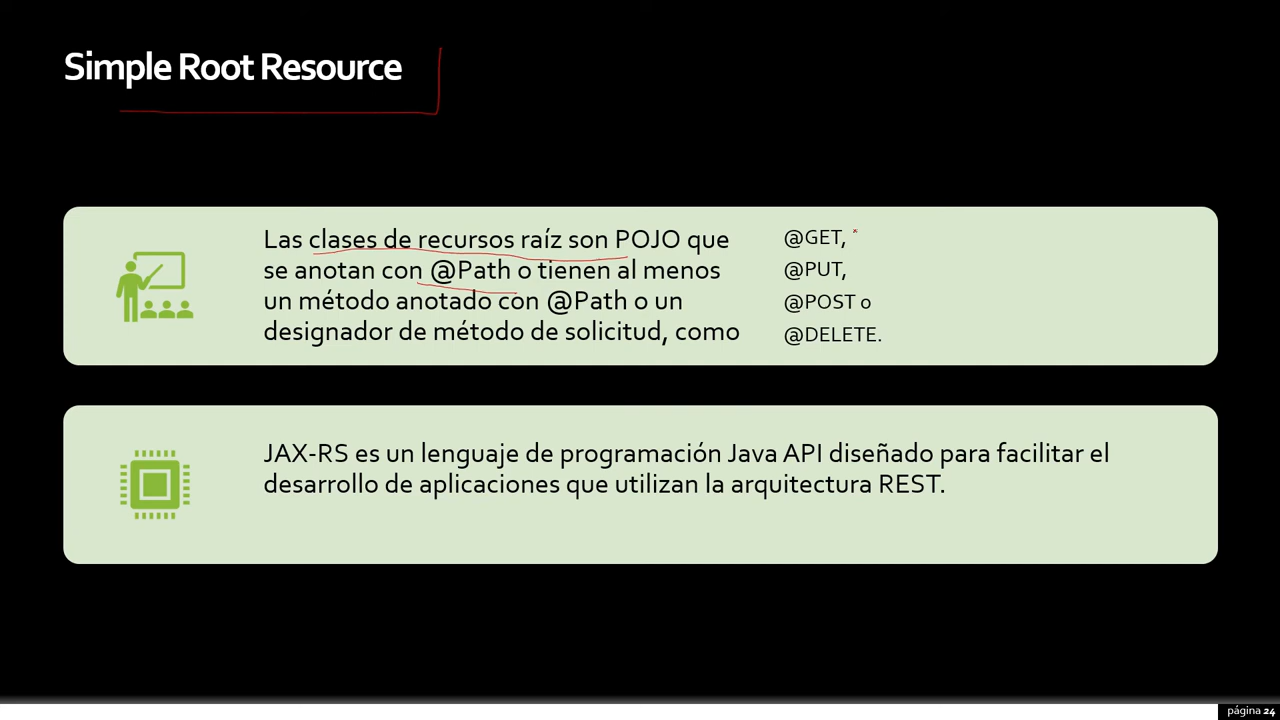 Simple Root Resource
Las clases de recursos raíz son POJO que
se anotan con @Path o tienen al menos
un método anotado con @Path o un
designador de método de solicitud, como
@GET,
@PUT,
@POST o
@DELETE.
JAX-RS es un lenguaje de programación Java API diseñado para facilitar el
desarrollo de aplicaciones que utilizan la arquitectura REST.
página 24